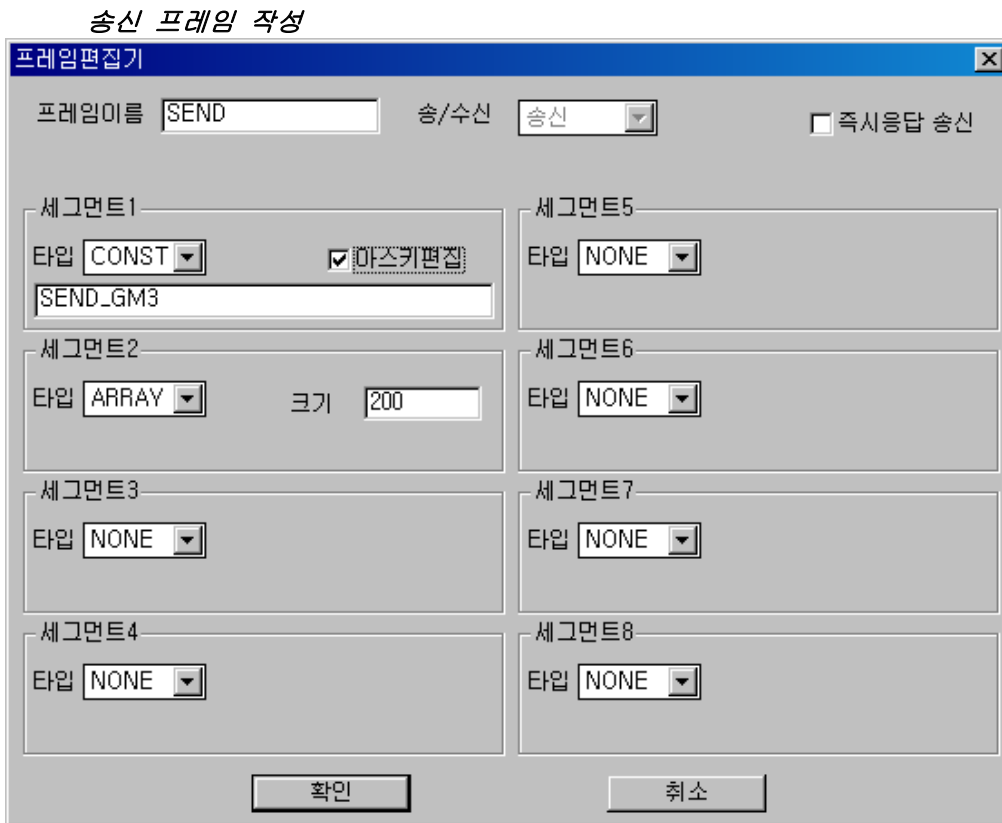 송신 프레임 작성
프레임편집기
프레임이름 SEND 송/수신 송신 즉시응답 송신
세그먼트1
타입 CONST 아스키편집
SEND_GM3
세그먼트5
타입 NONE
세그먼트2
타입 ARRAY 크기 200
세그먼트6
타입 NONE
세그먼트3
타입 NONE
세그먼트7
타입 NONE
세그먼트4
타입 NONE
세그먼트8
타입 NONE
확인 취소